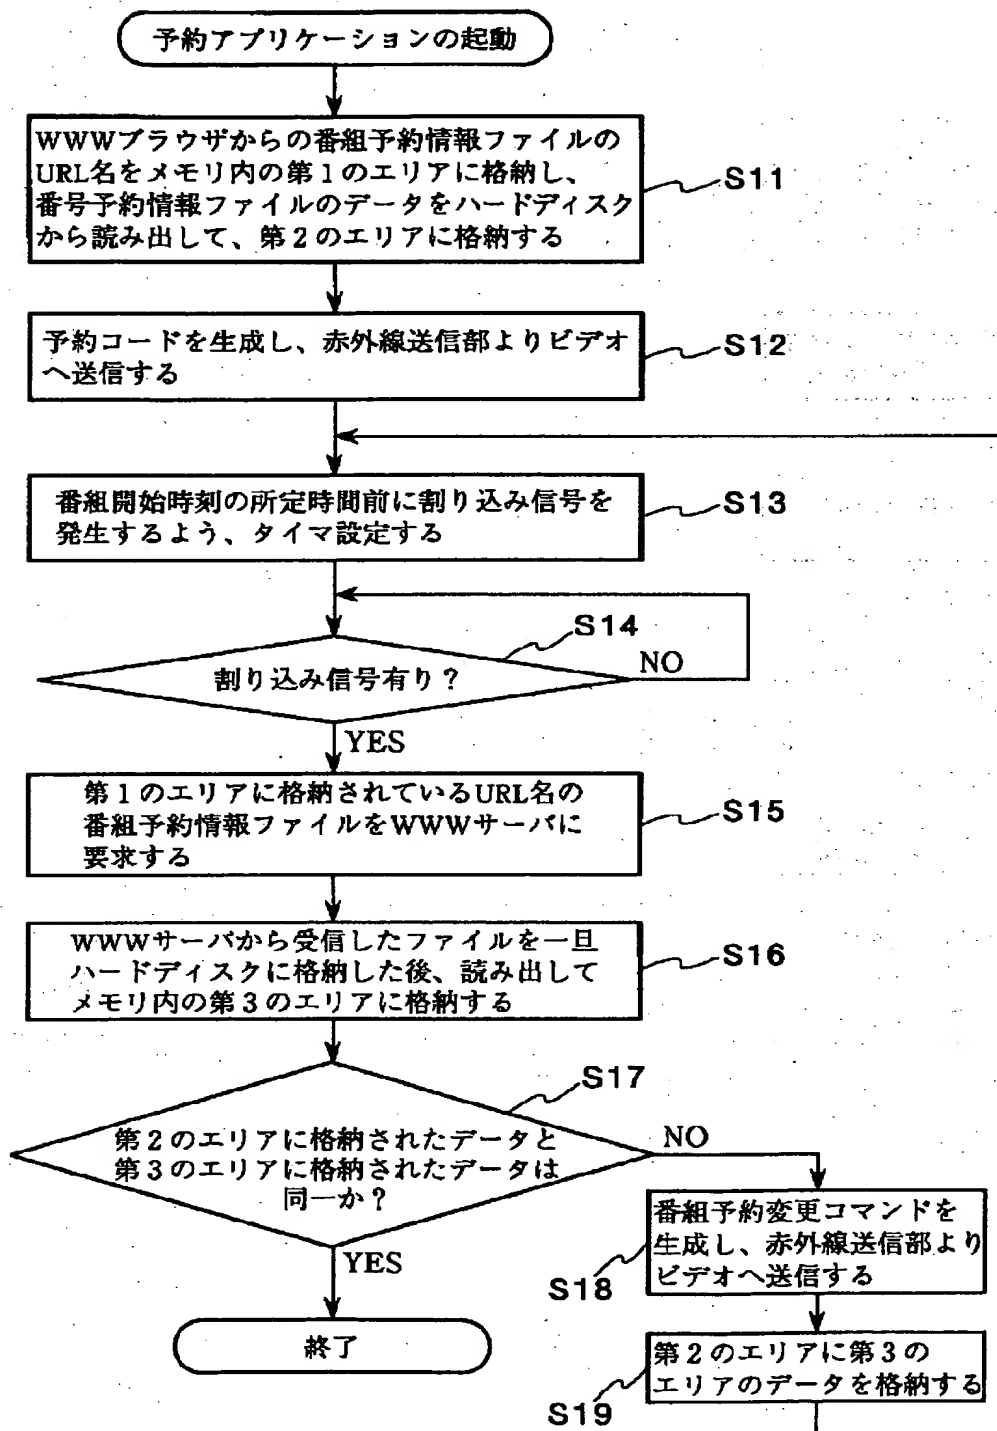 予約アプリケーションの起動
WWWブラウザからの番組予約情報ファイルの
URL名をメモリ内の第1のエリアに格納し、
番号予約情報ファイルのデータをハードディスク
から読み出して、第2のエリアに格納する
S11
予約コードを生成し、赤外線送信部よりビデオ
へ送信する
S12
番組開始時刻の所定時間前に割り込み信号を
発生するよう、タイマ設定する
S13
S14
割り込み信号有り？
NO
YES
第1のエリアに格納されているURL名の
番組予約情報ファイルをWWWサーバに
要求する
S15
WWWサーバから受信したファイルを一旦
ハードディスクに格納した後、読み出して
メモリ内の第3のエリアに格納する
S16
S17
第2のエリアに格納されたデータと
第3のエリアに格納されたデータは
同一か？
NO
YES
番組予約変更コマンドを
生成し、赤外線送信部より
ビデオへ送信する
S18
終了
第2のエリアに第3の
エリアのデータを格納する
S19